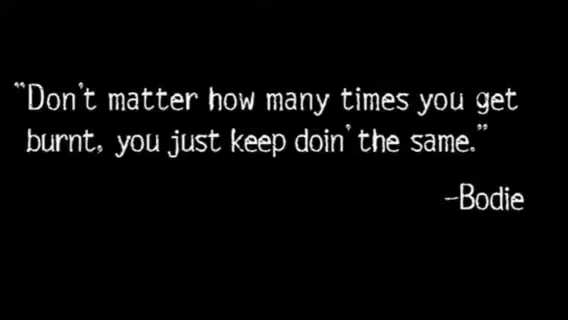 "Don't matter how many times you get
burnt, you just keep doin' the same."
-Bodie